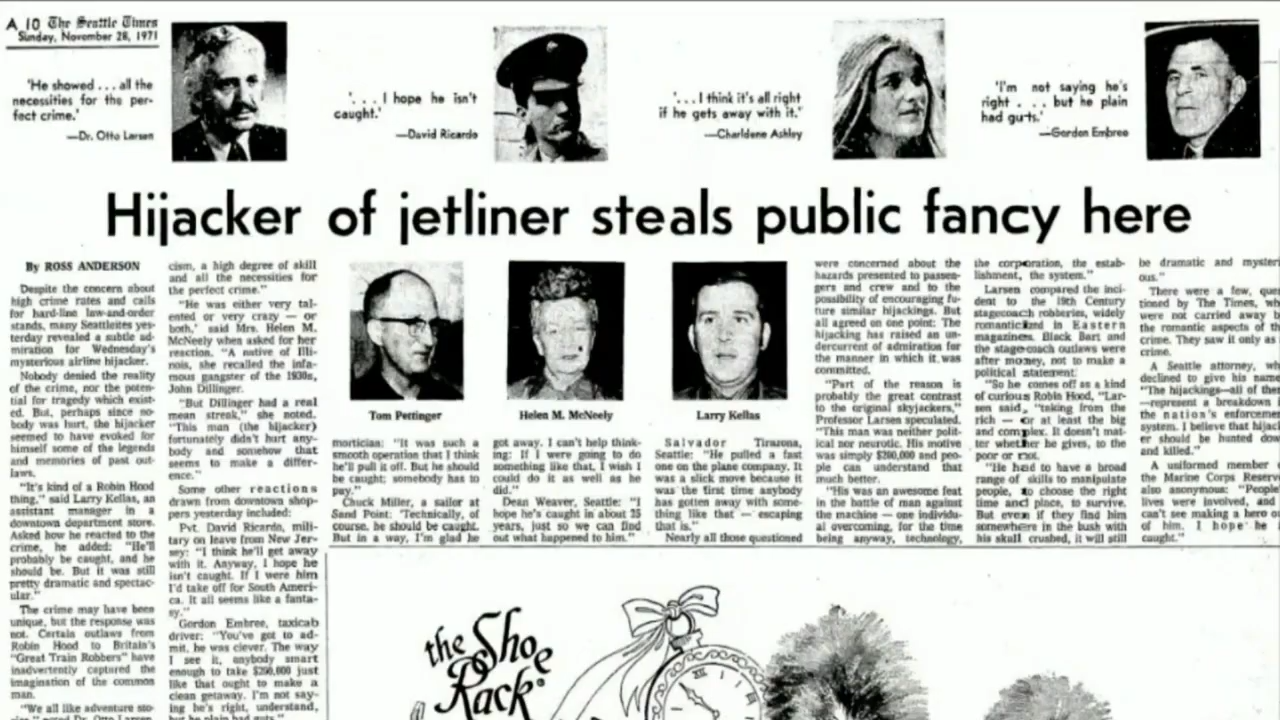 A 10 The Seattle Times
Sunday, November 28, 1971
'He showed . . . all the
necessities for the per-
fect crime.'
—Dr. Otto Larsen
'. . . I hope he isn't
caught.'
—David Ricardo
'. . . I think it's all right
if he gets away with it.'
—Charldene Ashley
'I'm not saying he's
right . . . but he plain
had guts.'
—Gordon Embree
Hijacker of jetliner steals public fancy here
By ROSS ANDERSON
Despite the concern about
high crime rates and calls
for hard-line law-and-order
stands, many Seattleites yes-
terday revealed a subtle ad-
miration for Wednesday's
mysterious airline hijacker.
Nobody denied the reality
of the crime, nor the poten-
tial for tragedy which exist-
ed. But, perhaps since no-
body was hurt, the hijacker
seemed to have evoked for
himself some of the legends
and memories of past out-
laws.
"It's kind of a Robin Hood
thing," said Larry Kellas, an
assistant manager in a
downtown department store.
Asked how he reacted to the
crime, he added: "He'll
probably be caught, and he
should be. But it was still
pretty dramatic and spectac-
ular."
The crime may have been
unique, but the response was
not. Certain outlaws from
Robin Hood to Britain's
"Great Train Robbers" have
inadvertently captured the
imagination of the common
man.
"We all like adventure sto-
noted Dr. Otto Larsen,
cism, a high degree of skill
and all the necessities for
the perfect crime."
"He was either very tal-
ented or very crazy — or
both," said Mrs. Helen M.
McNeely when asked for her
reaction. "A native of Illi-
nois, she recalled the infa-
mous gangster of the 1930s,
John Dillinger.
"But Dillinger had a real
mean streak," she noted.
"This man (the hijacker)
fortunately didn't hurt any-
body and somehow that
seems to make a differ-
ence."
Some other reactions
drawn from downtown shop-
pers yesterday included:
Pvt. David Ricardo, mili-
tary on leave from New Jer-
sey: "I think he'll get away
with it. Anyway, I hope he
isn't caught. If I were him
I'd take off for South Ameri-
ca. It all seems like a fanta-
sy."
Gordon Embree, taxicab
driver: "You've got to ad-
mit, he was clever. The way
I see it, anybody smart
enough to take $200,000 just
like that ought to make a
clean getaway. I'm not say-
ing he's right, understand,
but he plain had guts."
Tom Pettinger
Helen M. McNeely
Larry Kellas
mortician: "It was such a
smooth operation that I think
he'll pull it off. But he should
be caught; somebody has to
pay."
Chuck Miller, a sailor at
Sand Point: "Technically, of
course, he should be caught.
But in a way, I'm glad he
got away. I can't help think-
ing: If I were going to do
something like that, I wish I
could do it as well as he
did."
Dean Weaver, Seattle: "I
hope he's caught in about 25
years, just so we can find
out what happened to him."
Salvador Tirazona,
Seattle: "He pulled a fast
one on the plane company. It
was a slick move because it
was the first time anybody
has gotten away with some-
thing like that — escaping
that is."
Nearly all those questioned
were concerned about the
hazards presented to passen-
gers and crew and to the
possibility of encouraging fu-
ture similar hijackings. But
all agreed on one point: The
hijacking has raised an un-
dercurrent of admiration for
the manner in which it was
committed.
"Part of the reason is
probably the great contrast
to the original skyjackers,"
Professor Larsen speculated.
"This man was neither polit-
ical nor neurotic. His motive
was simply $200,000 and peo-
ple can understand that
much better.
"His was an awesome feat
in the battle of man against
the machine — one individu-
al overcoming, for the time
being anyway, technology,
the corporation, the estab-
lishment, the system."
Larsen compared the inci-
dent to the 19th Century
stagecoach robberies, widely
romanticized in Eastern
magazines. Black Bart and
the stage-coach outlaws were
after money, not to make a
political statement.
"So he comes off as a kind
of curious Robin Hood, "Lar-
sen said, "taking from the
rich — or at least the big
and complex. It doesn't mat-
ter whether he gives, to the
poor or not.
"He had to have a broad
range of skills to manipulate
people, to choose the right
time and place, to survive.
But even if they find him
somewhere in the bush with
his skull crushed, it will still
be dramatic and mysteri
ous."
There were a few, ques
tioned by The Times, wh
were not carried away b
the romantic aspects of th
crime. They saw it only as
crime.
A Seattle attorney, wh
declined to give his name
"The hijackings—all of the
—represent a breakdown i
the nation's enforcemen
system. I believe that hijack
er should be hunted dow
and killed."
A uniformed member o
the Marine Corps Reserve
also anonymous: "People'
lives were involved, and
can't see making a hero o
of him. I hope he
caught."
the Shoe
Rack